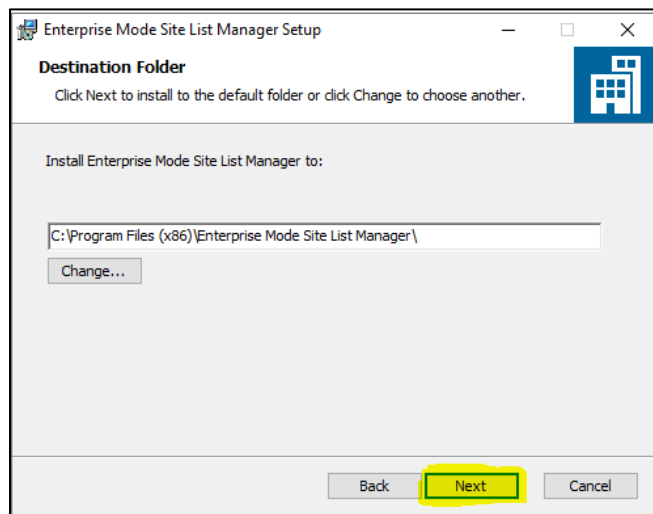 Enterprise Mode Site List Manager Setup
Destination Folder
Click Next to install to the default folder or click Change to choose another.
Install Enterprise Mode Site List Manager to:
C:\Program Files (x86)\Enterprise Mode Site List Manager\
Change...
Back Next Cancel